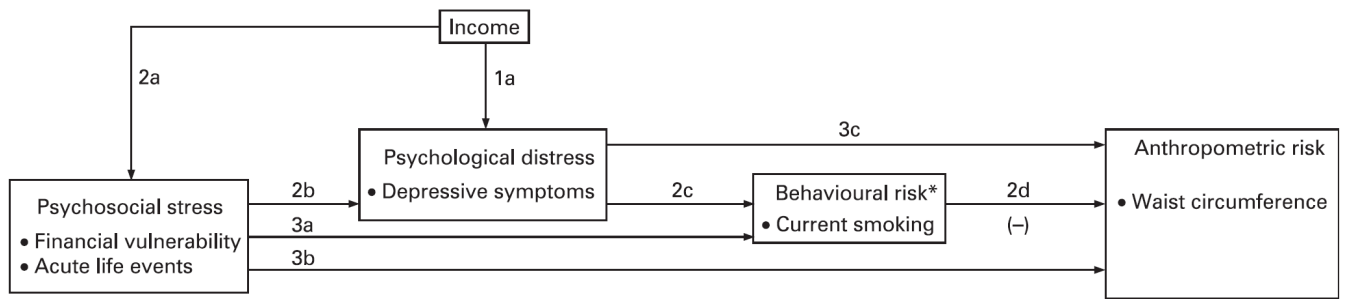 Income
2a
1a
3c
Psychological distress
• Depressive symptoms
Anthropometric risk
• Waist circumference
Psychosocial stress
• Financial vulnerability
• Acute life events
2b
2c
Behavioural risk*
• Current smoking
2d
(–)
3a
3b